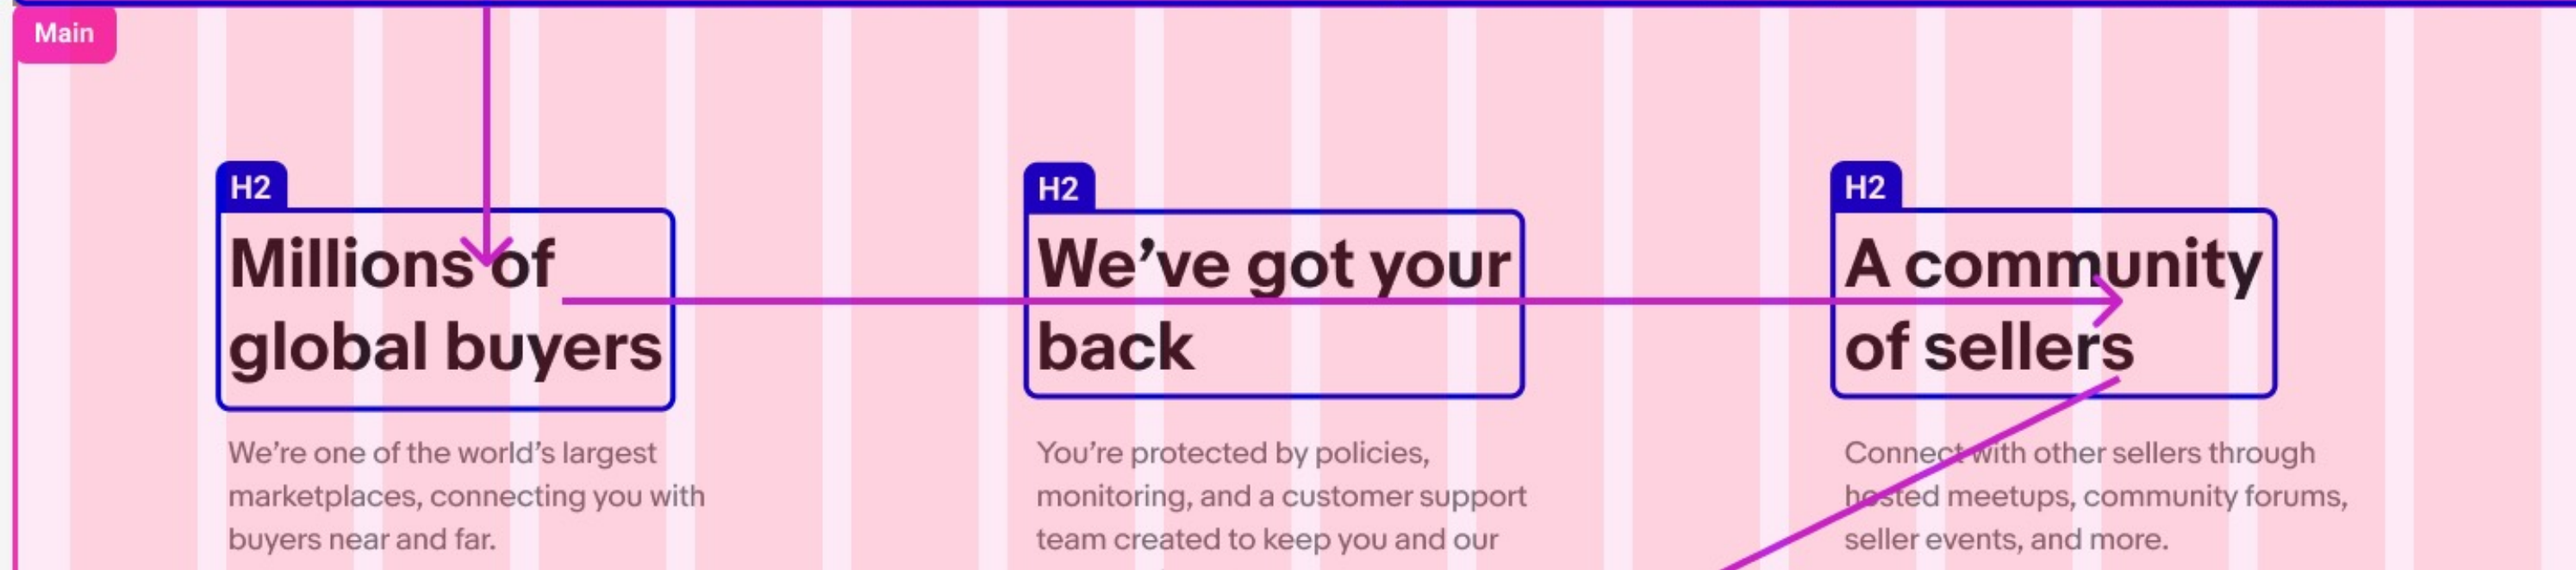 Main
H2
Millions of
global buyers
We're one of the world's largest
marketplaces, connecting you with
buyers near and far.
H2
We've got your
back
You're protected by policies,
monitoring, and a customer support
team created to keep you and our
H2
A community
of sellers
Connect with other sellers through
hosted meetups, community forums,
seller events, and more.